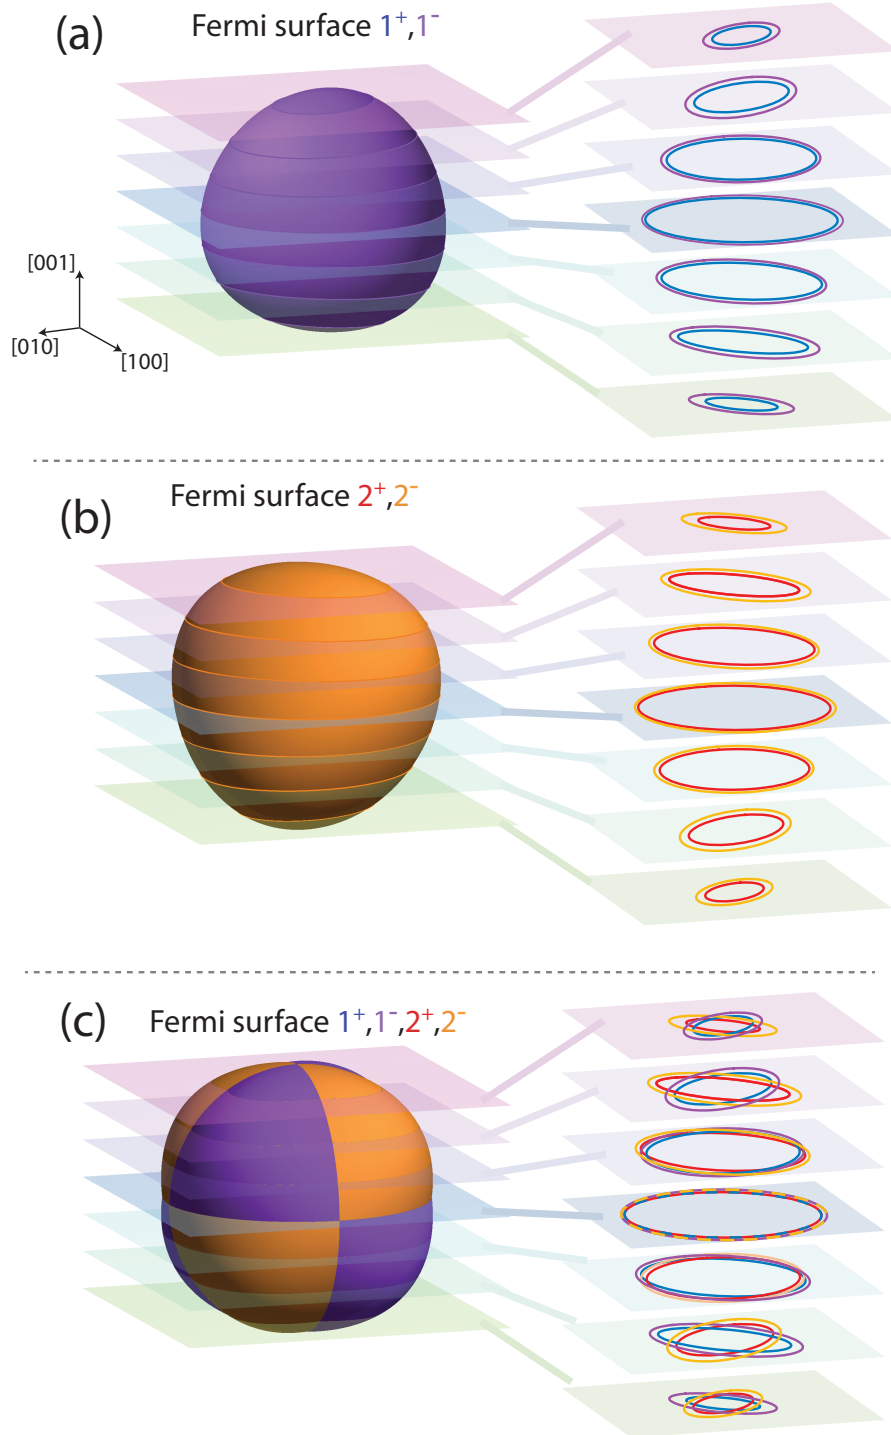 (a) Fermi surface 1⁺,1⁻
[001]
[010]
[100]
(b) Fermi surface 2⁺,2⁻
(c) Fermi surface 1⁺,1⁻,2⁺,2⁻